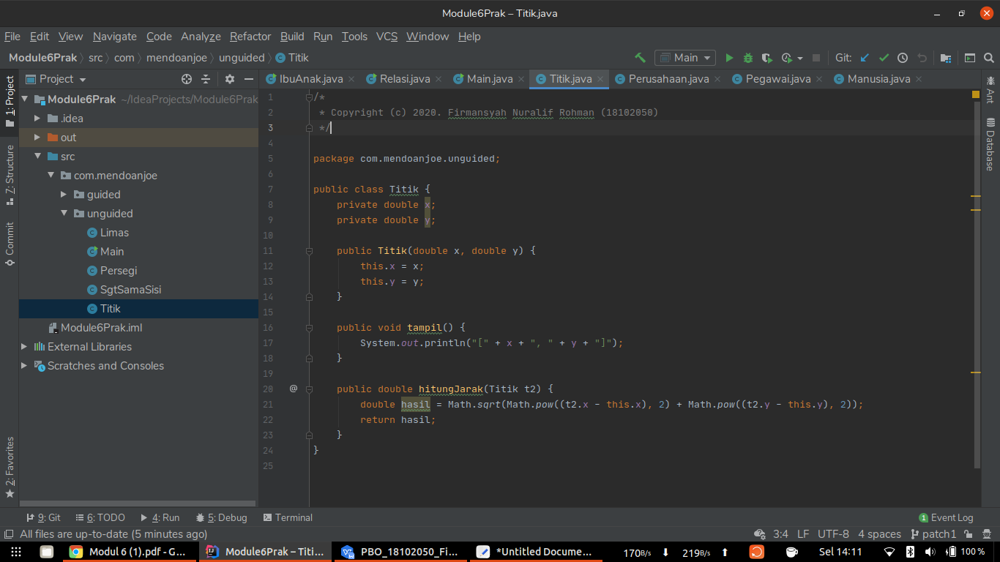 Module6Prak – Titik.java
File Edit View Navigate Code Analyze Refactor Build Run Tools VCS Window Help
Module6Prak src com mendoanjoe unguided Titik Main Git:
1: Project
Z: Structure
Commit
2: Favorites
Project
Module6Prak ~/IdeaProjects/Module6Prak
.idea
out
src
com.mendoanjoe
guided
unguided
Limas
Main
Persegi
SgtSamaSisi
Titik
Module6Prak.iml
External Libraries
Scratches and Consoles
IbuAnak.java Relasi.java Main.java Titik.java Perusahaan.java Pegawai.java Manusia.java
1 /*
2  * Copyright (c) 2020. Firmansyah Nuralif Rohman (18102050)
3  */
4
5 package com.mendoanjoe.unguided;
6
7 public class Titik {
8     private double x;
9     private double y;
10
11     public Titik(double x, double y) {
12         this.x = x;
13         this.y = y;
14     }
15
16     public void tampil() {
17         System.out.println("[" + x + ", " + y + "]");
18     }
19
20 @     public double hitungJarak(Titik t2) {
21         double hasil = Math.sqrt(Math.pow((t2.x - this.x), 2) + Math.pow((t2.y - this.y), 2));
22         return hasil;
23     }
24 }
25
Ant
Database
9: Git 6: TODO 4: Run 5: Debug Terminal 1 Event Log
All files are up-to-date (5 minutes ago) 3:4 LF UTF-8 4 spaces patch1
Modul 6 (1).pdf - G... Module6Prak – Titi... PBO_18102050_Fi... *Untitled Docume... 170B/s 219B/s Sel 14:11 100 %